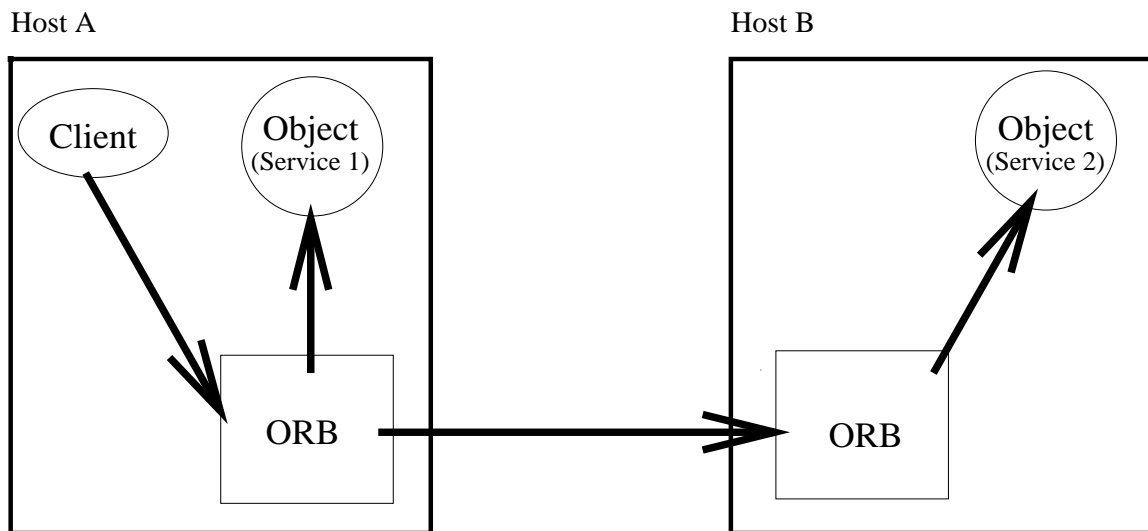 Host A
Host B
Client
Object
(Service 1)
Object
(Service 2)
ORB
ORB